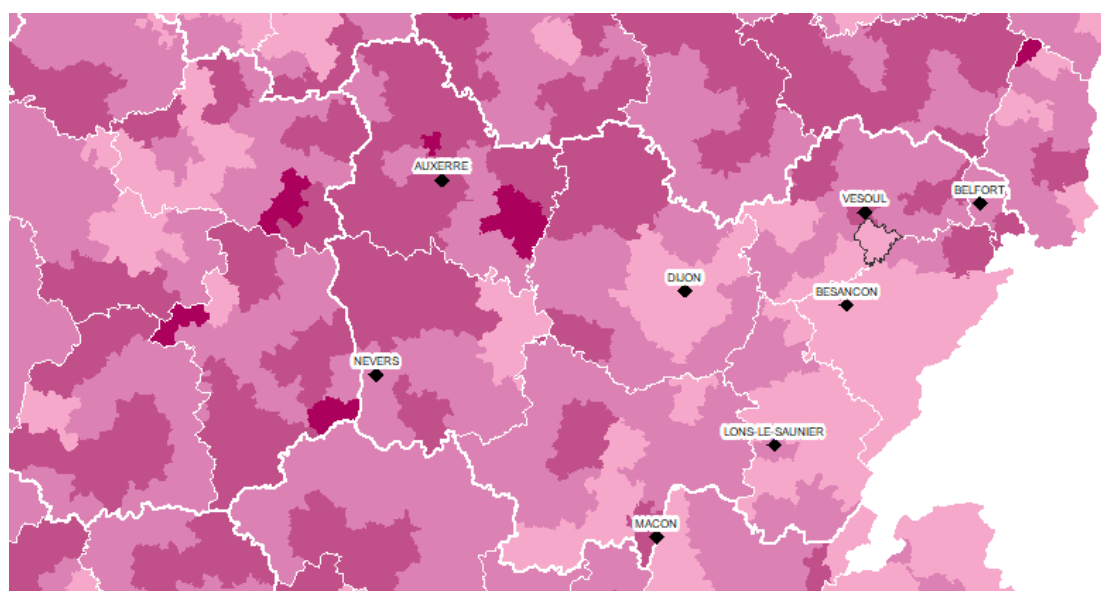 AUXERRE
BELFORT
VESOUL
DIJON
BESANCON
NEVERS
LONS-LE-SAUNIER
MACON